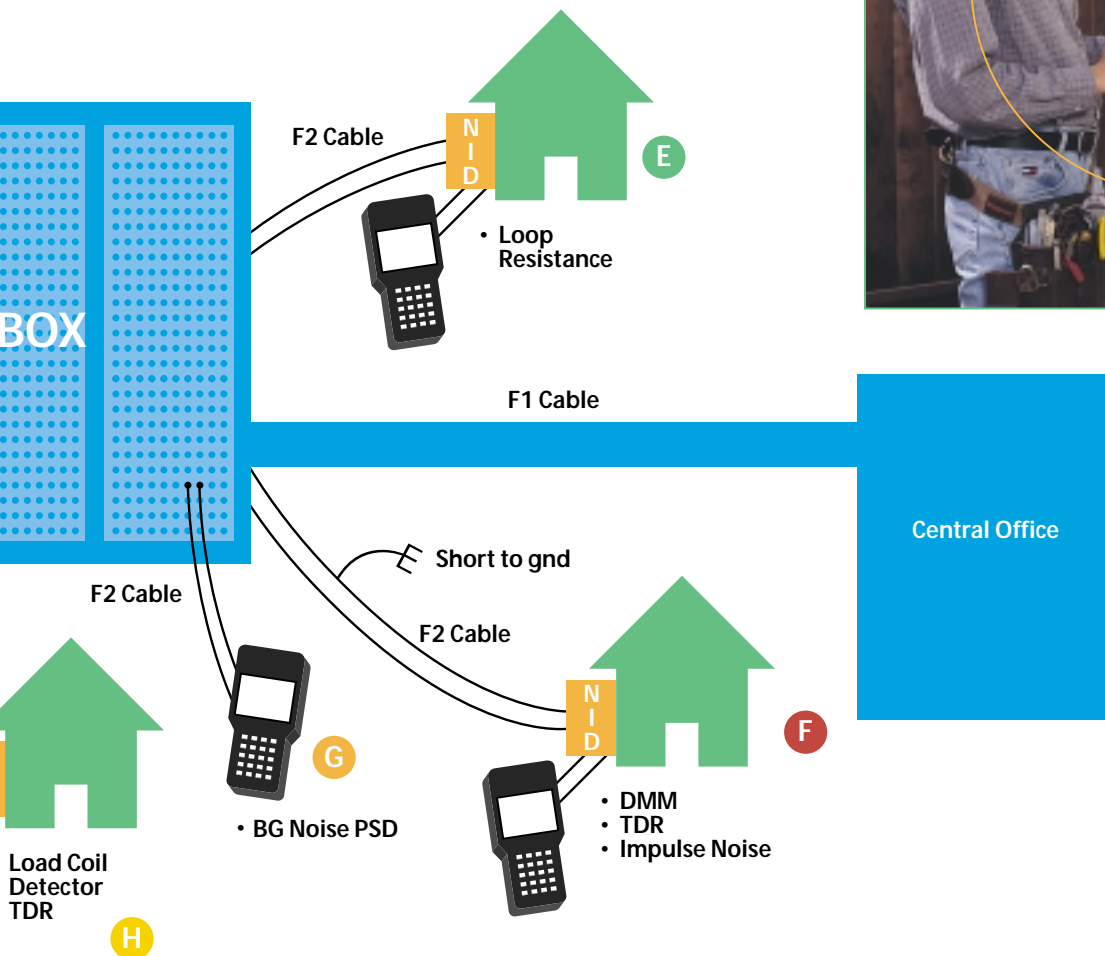 F2 Cable
N
I
D
E
• Loop
Resistance
BOX
F1 Cable
Central Office
Short to gnd
F2 Cable
F2 Cable
N
I
D
F
G
• BG Noise PSD
• DMM
• TDR
• Impulse Noise
Load Coil
Detector
TDR
H